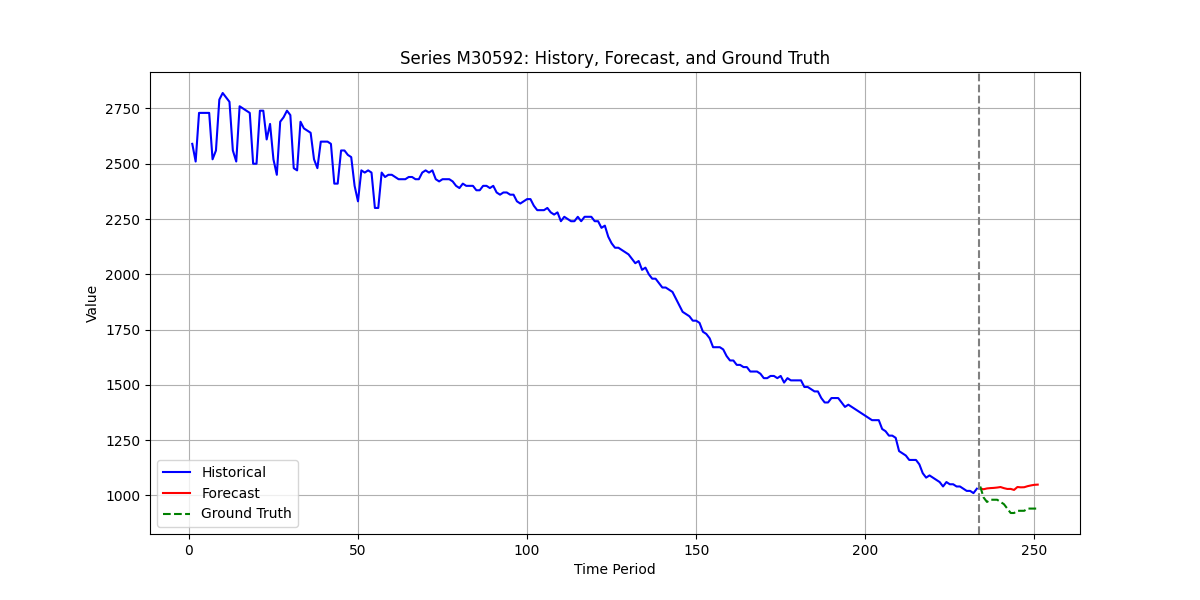 Series M30592: History, Forecast, and Ground Truth
Value
2750
2500
2250
2000
1750
1500
1250
1000
Historical
Forecast
Ground Truth
0 50 100 150 200 250
Time Period